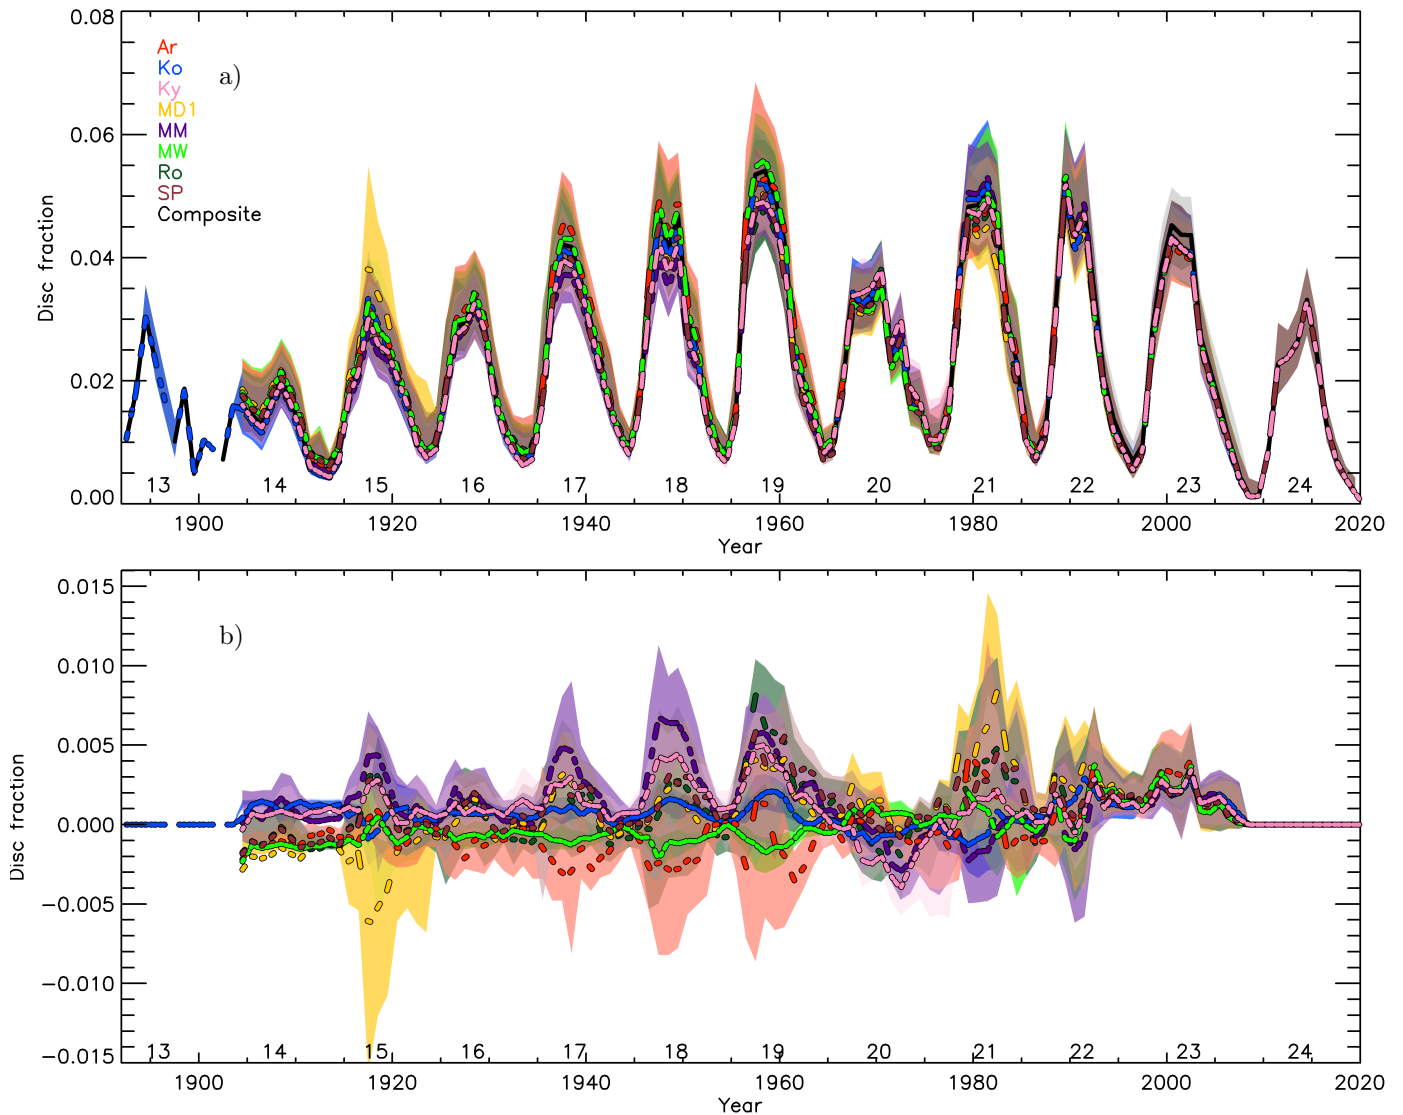 0.08
0.06
0.04
0.02
0.00
Disc fraction
Ar
Ko
Ky
MD1
MM
MW
Ro
SP
Composite
a)
13 14 15 16 17 18 19 20 21 22 23 24
1900 1920 1940 1960 1980 2000 2020
Year
0.015
0.010
0.005
0.000
−0.005
−0.010
−0.015
Disc fraction
b)
13 14 15 16 17 18 19 20 21 22 23 24
1900 1920 1940 1960 1980 2000 2020
Year